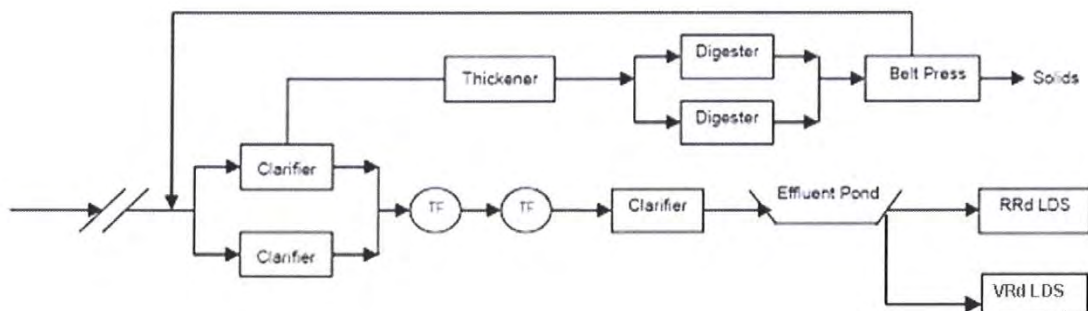 Digester
Thickener
Belt Press
Solids
Digester
Clarifier
Effluent Pond
TF
TF
Clarifier
RRd LDS
Clarifier
VRd LDS